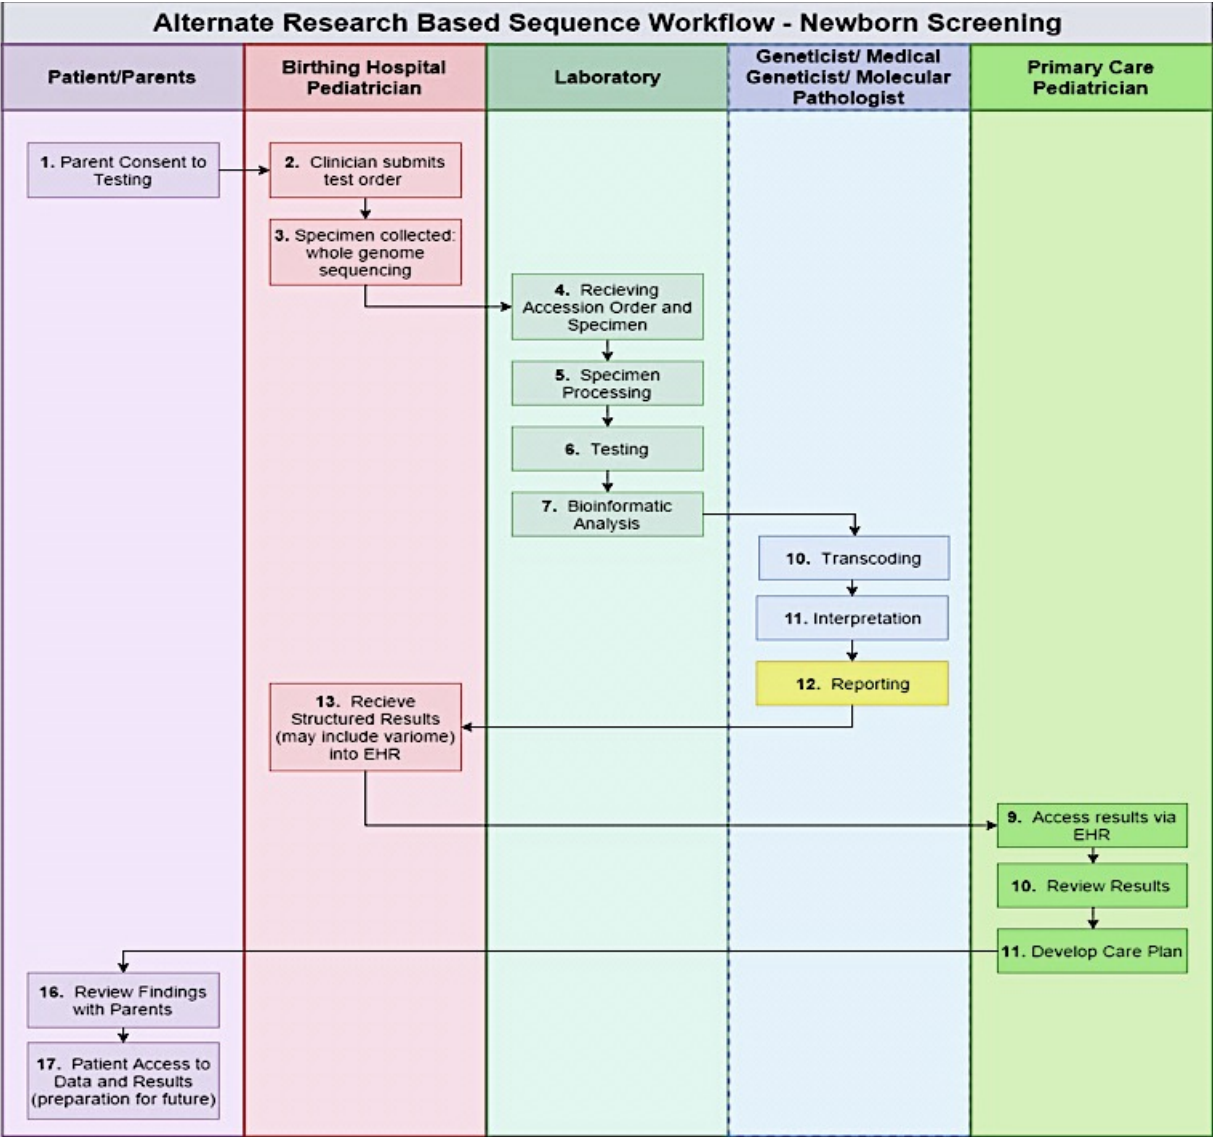 Alternate Research Based Sequence Workflow - Newborn Screening
Patient/Parents
Birthing Hospital
Pediatrician
Laboratory
Geneticist/ Medical
Geneticist/ Molecular
Pathologist
Primary Care
Pediatrician
1. Parent Consent to
Testing
2. Clinician submits
test order
3. Specimen collected:
whole genome
sequencing
4. Recieving
Accession Order and
Specimen
5. Specimen
Processing
6. Testing
7. Bioinformatic
Analysis
10. Transcoding
11. Interpretation
12. Reporting
13. Recieve
Structured Results
(may include variome)
into EHR
9. Access results via
EHR
10. Review Results
11. Develop Care Plan
16. Review Findings
with Parents
17. Patient Access to
Data and Results
(preparation for future)